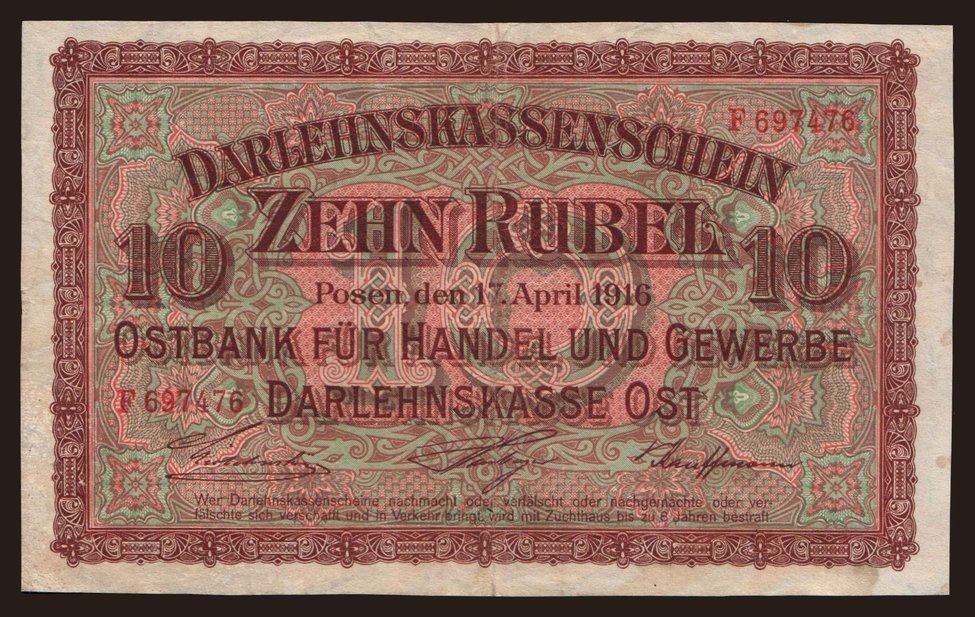 F 697476
DARLEHNSKASSENSCHEIN
10 ZEHN RUBEL 10
10
Posen, den 17. April 1916
OSTBANK FÜR HANDEL UND GEWERBE
F 697476 DARLEHNSKASSE OST
Wer Darlehnskassenscheine nachmacht oder verfälscht oder nachgemachte oder ver-
fälschte sich verschafft und in Verkehr bringt, wird mit Zuchthaus bis zu 8 Jahren bestraft.